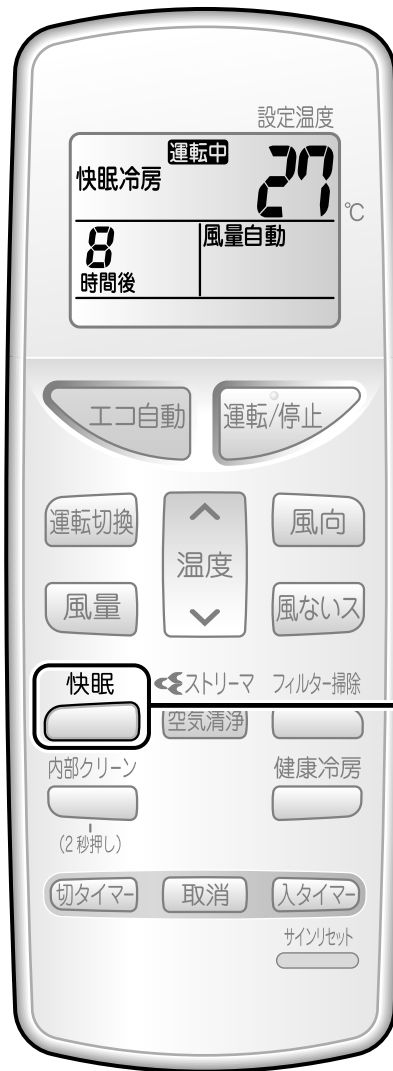 設定温度
運転中
快眠冷房 27 ℃
8 風量自動
時間後
エコ自動 運転/停止
運転切換 風向
温度
風量 風ないス
快眠 ストリーマ フィルター掃除
空気清浄
内部クリーン 健康冷房
(2秒押し)
切タイマー 取消 入タイマー
サインリセット